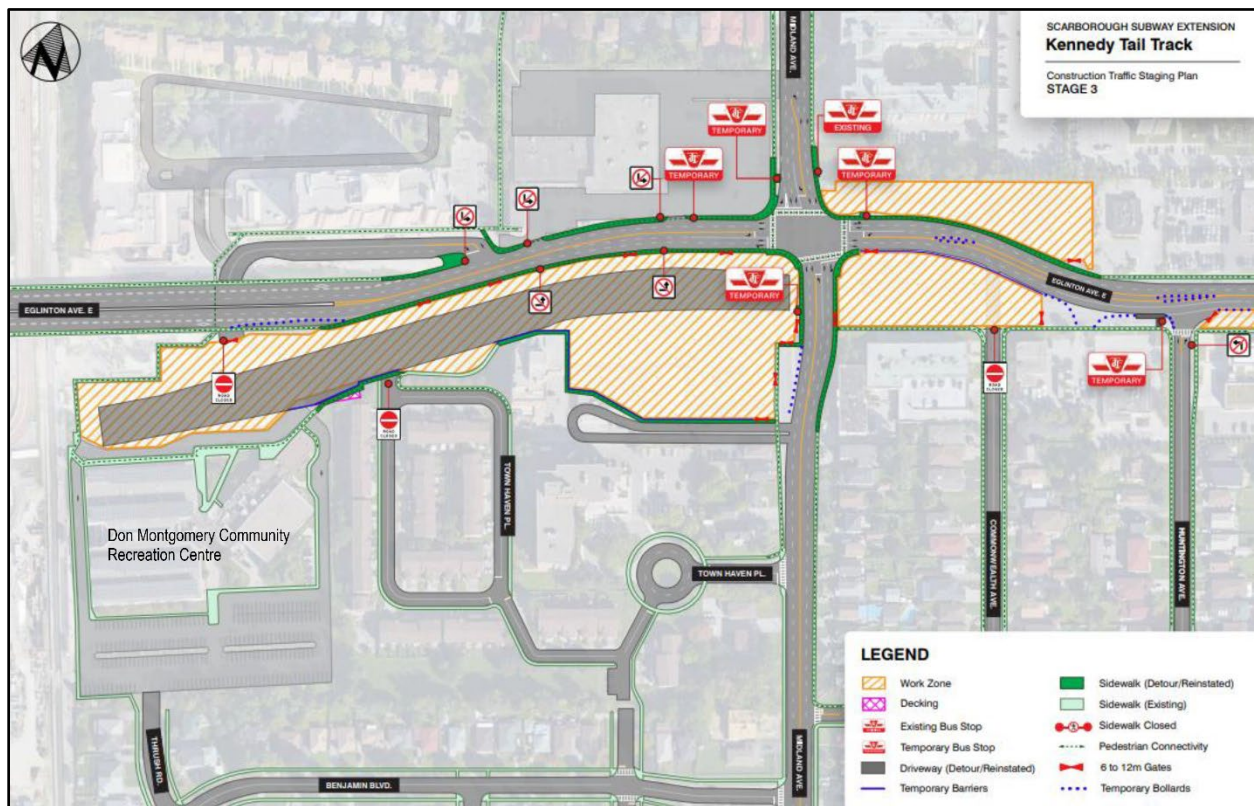 SCARBOROUGH SUBWAY EXTENSION
Kennedy Tail Track
Construction Traffic Staging Plan
STAGE 3
MIDLAND AVE.
TEMPORARY
EXISTING
TEMPORARY
TEMPORARY
EGLINTON AVE. E
TEMPORARY
EGLINTON AVE. E
ROAD
CLOSED
ROAD
CLOSED
ROAD
CLOSED
TEMPORARY
TOWN HAVEN PL.
Don Montgomery Community
Recreation Centre
TOWN HAVEN PL.
COMMONWEALTH AVE.
HUNTINGTON AVE.
THRUSH RD.
BENJAMIN BLVD.
MIDLAND AVE.
LEGEND
Work Zone
Decking
Existing Bus Stop
Temporary Bus Stop
Driveway (Detour/Reinstated)
Temporary Barriers
Sidewalk (Detour/Reinstated)
Sidewalk (Existing)
Sidewalk Closed
Pedestrian Connectivity
6 to 12m Gates
Temporary Bollards